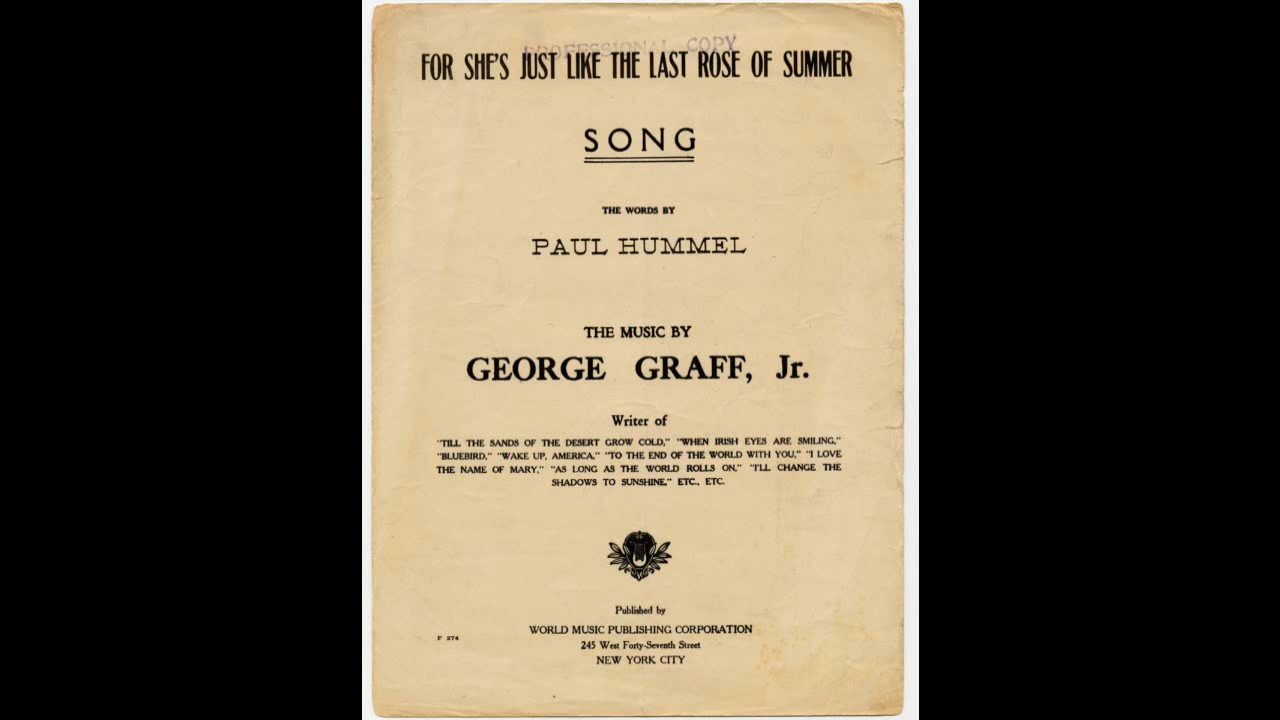 PROFESSIONAL COPY
FOR SHE'S JUST LIKE THE LAST ROSE OF SUMMER
SONG
THE WORDS BY
PAUL HUMMEL
THE MUSIC BY
GEORGE GRAFF, Jr.
Writer of
"TILL THE SANDS OF THE DESERT GROW COLD," "WHEN IRISH EYES ARE SMILING,"
"BLUEBIRD," "WAKE UP, AMERICA," "TO THE END OF THE WORLD WITH YOU," "I LOVE
THE NAME OF MARY," "AS LONG AS THE WORLD ROLLS ON," "I'LL CHANGE THE
SHADOWS TO SUNSHINE," ETC., ETC.
Published by
WORLD MUSIC PUBLISHING CORPORATION
F 274
245 West Forty-Seventh Street
NEW YORK CITY